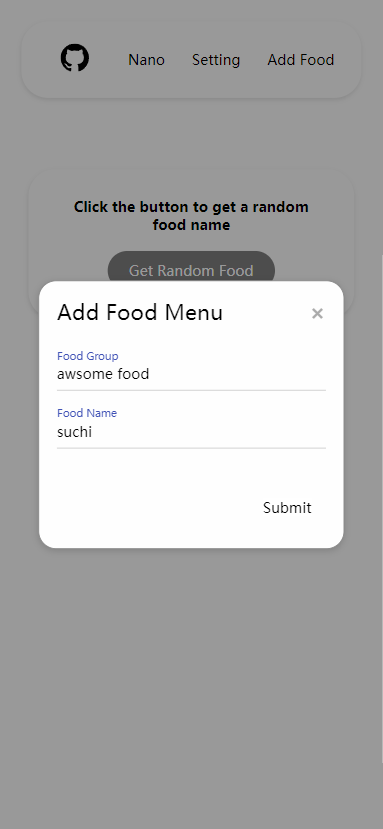 Nano Setting Add Food
Click the button to get a random
food name
Get Random Food
Add Food Menu ×
Food Group
awsome food
Food Name
suchi
Submit